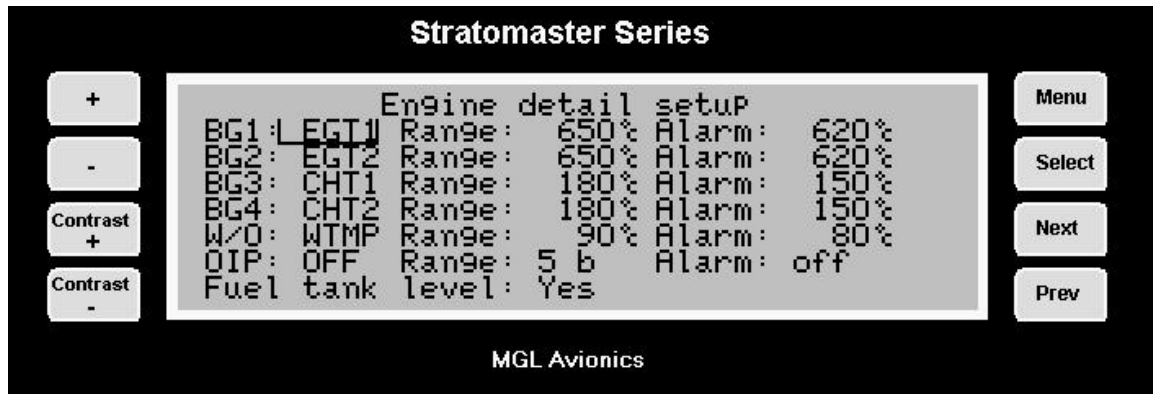 Stratomaster Series
+
-
Contrast
+
Contrast
-
Engine detail setup
BG1: EGT1 Range: 650°c Alarm: 620°c
BG2: EGT2 Range: 650°c Alarm: 620°c
BG3: CHT1 Range: 180°c Alarm: 150°c
BG4: CHT2 Range: 180°c Alarm: 150°c
W/O: WTMP Range: 90°c Alarm: 80°c
OIP: OFF Range: 5 b Alarm: off
Fuel tank level: Yes
Menu
Select
Next
Prev
MGL Avionics